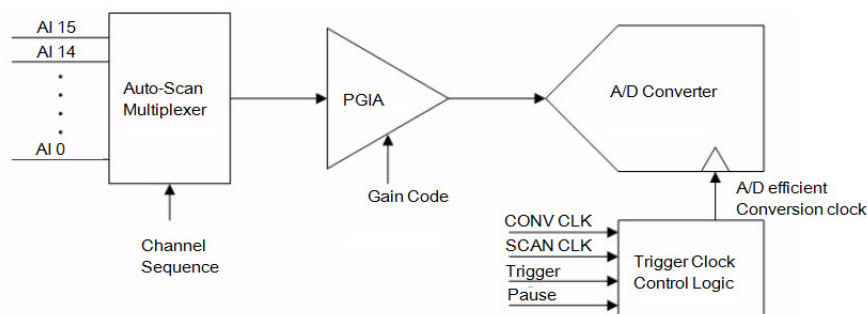 AI 15
AI 14
AI 0
Auto-Scan
Multiplexer
Channel
Sequence
PGIA
Gain Code
A/D Converter
A/D efficient
Conversion clock
CONV CLK
SCAN CLK
Trigger
Pause
Trigger Clock
Control Logic